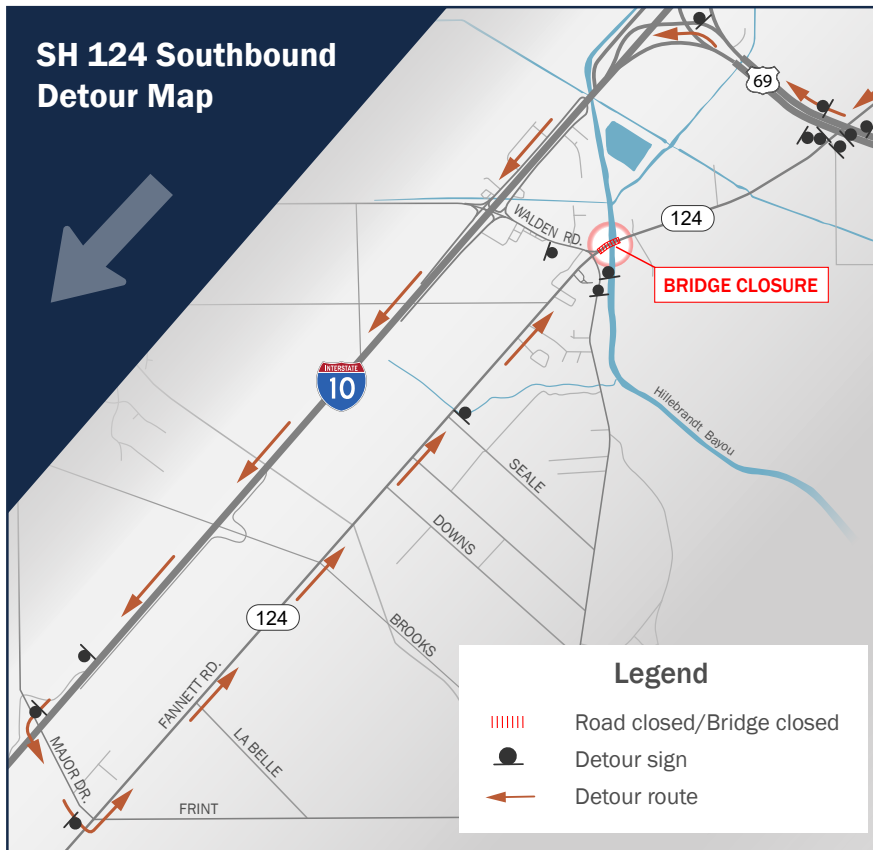 SH 124 Southbound
Detour Map
69
124
WALDEN RD.
BRIDGE CLOSURE
INTERSTATE
10
Hillebrandt Bayou
SEALE
DOWNS
124
BROOKS
FANNETT RD.
LA BELLE
MAJOR DR.
FRINT
Legend
Road closed/Bridge closed
Detour sign
Detour route